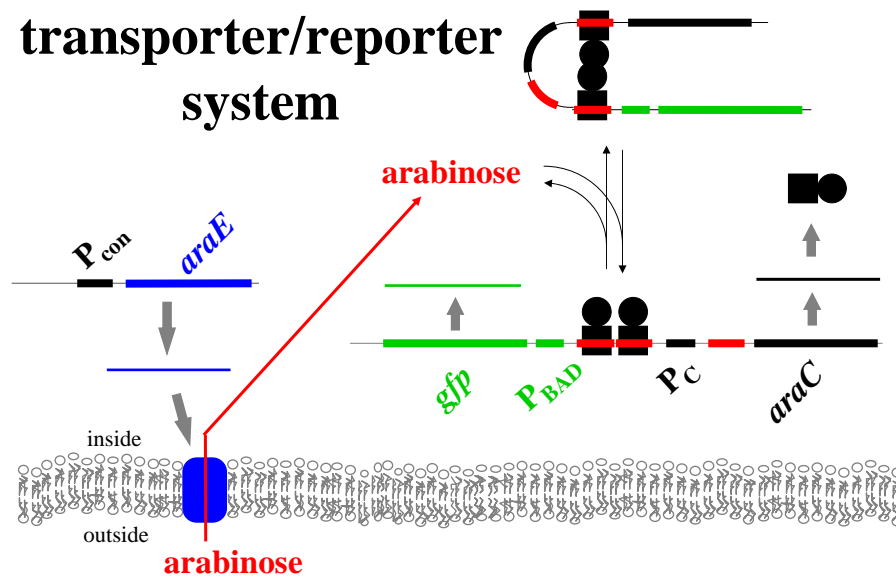 transporter/reporter
system
arabinose
P con
araE
gfp
P BAD
P C
araC
inside
outside
arabinose